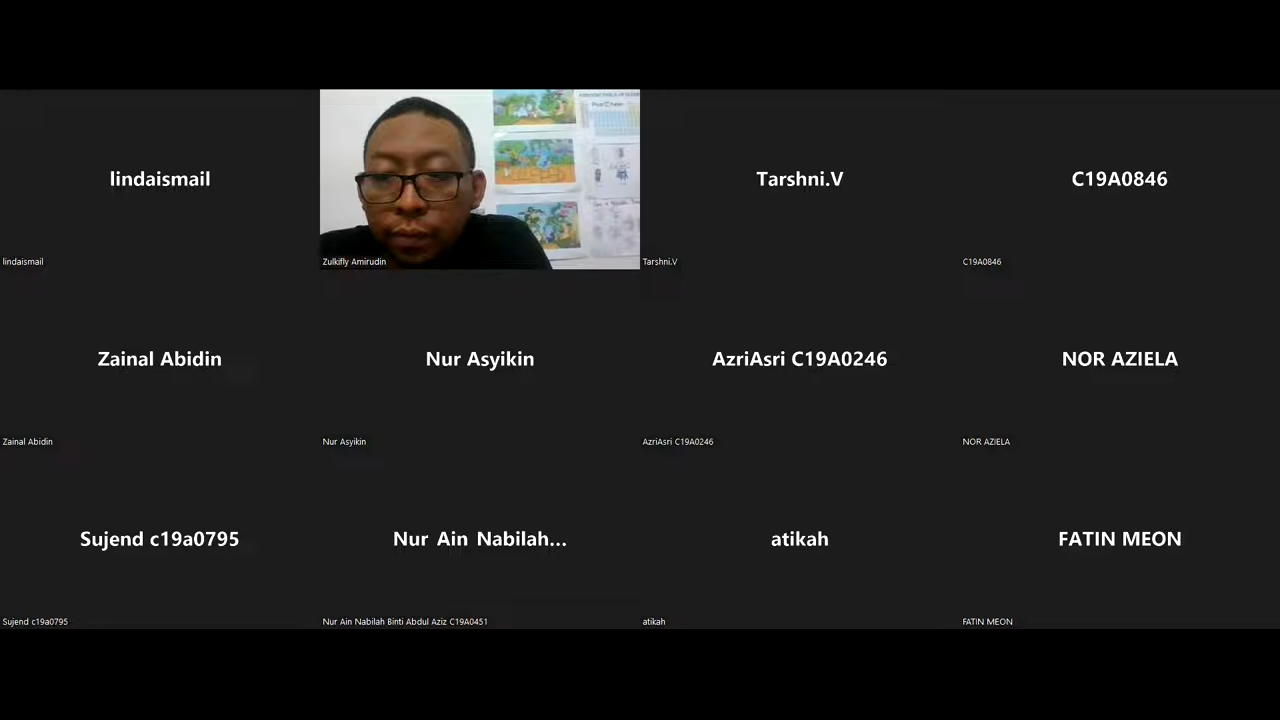 lindaismail
lindaismail
Zulkifly Amirudin
Tarshni.V
Tarshni.V
C19A0846
C19A0846
Zainal Abidin
Zainal Abidin
Nur Asyikin
Nur Asyikin
AzriAsri C19A0246
AzriAsri C19A0246
NOR AZIELA
NOR AZIELA
Sujend c19a0795
Sujend c19a0795
Nur Ain Nabilah...
Nur Ain Nabilah Binti Abdul Aziz C19A0451
atikah
atikah
FATIN MEON
FATIN MEON